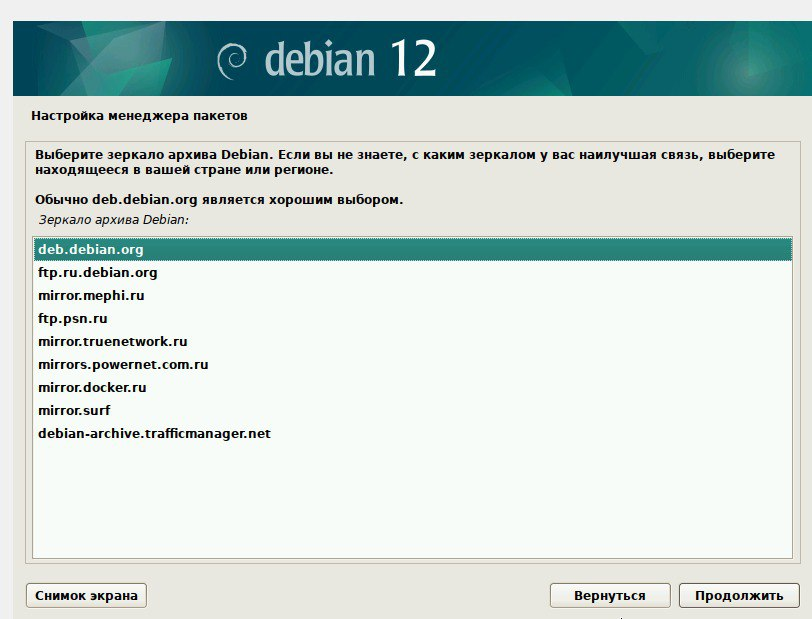 debian 12
Настройка менеджера пакетов
Выберите зеркало архива Debian. Если вы не знаете, с каким зеркалом у вас наилучшая связь, выберите
находящееся в вашей стране или регионе.
Обычно deb.debian.org является хорошим выбором.
Зеркало архива Debian:
deb.debian.org
ftp.ru.debian.org
mirror.mephi.ru
ftp.psn.ru
mirror.truenetwork.ru
mirrors.powernet.com.ru
mirror.docker.ru
mirror.surf
debian-archive.trafficmanager.net
Снимок экрана
Вернуться
Продолжить